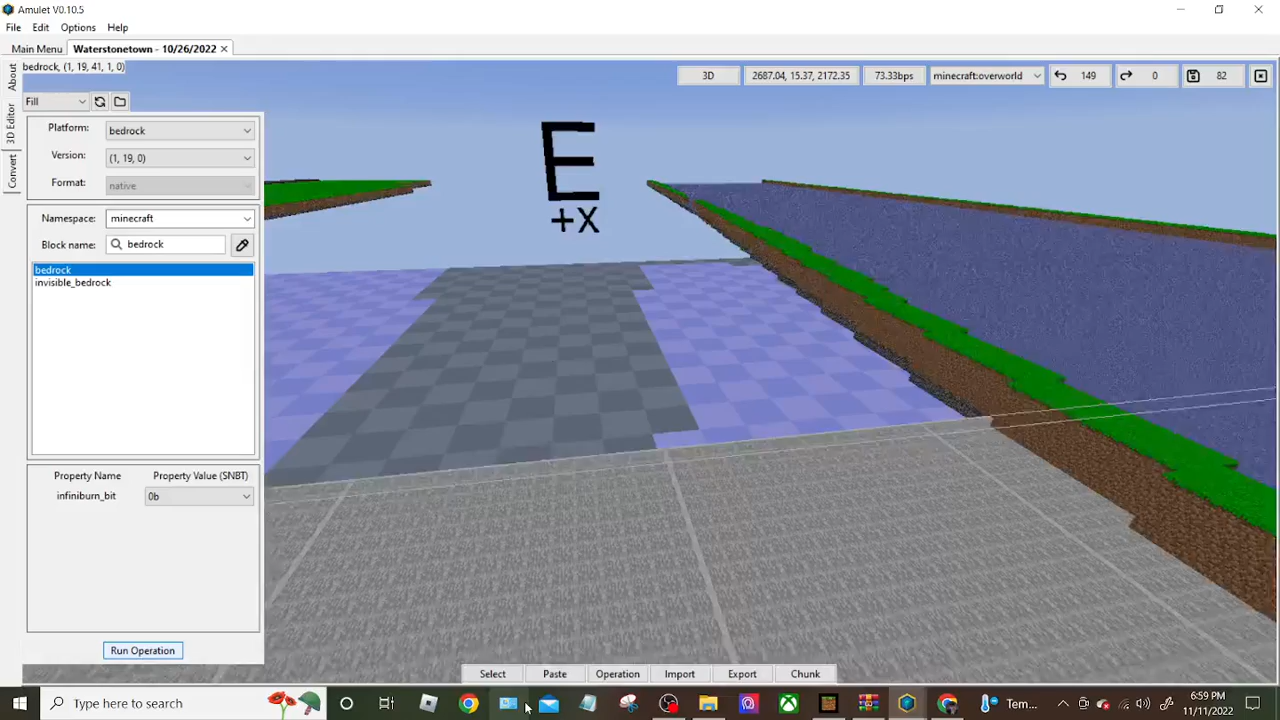 Amulet V0.10.5
File Edit Options Help
Main Menu Waterstonetown - 10/26/2022
bedrock, (1, 19, 41, 1, 0)
3D 2687.04, 15.37, 2172.35 73.33bps minecraft:overworld 149 0 82
About
3D Editor
Convert
Fill
Platform: bedrock
Version: (1, 19, 0)
Format: native
Namespace: minecraft
Block name: bedrock
bedrock
invisible_bedrock
Property Name Property Value (SNBT)
infiniburn_bit 0b
Run Operation
E
+X
Select Paste Operation Import Export Chunk
Type here to search
Tem...
6:59 PM
11/11/2022